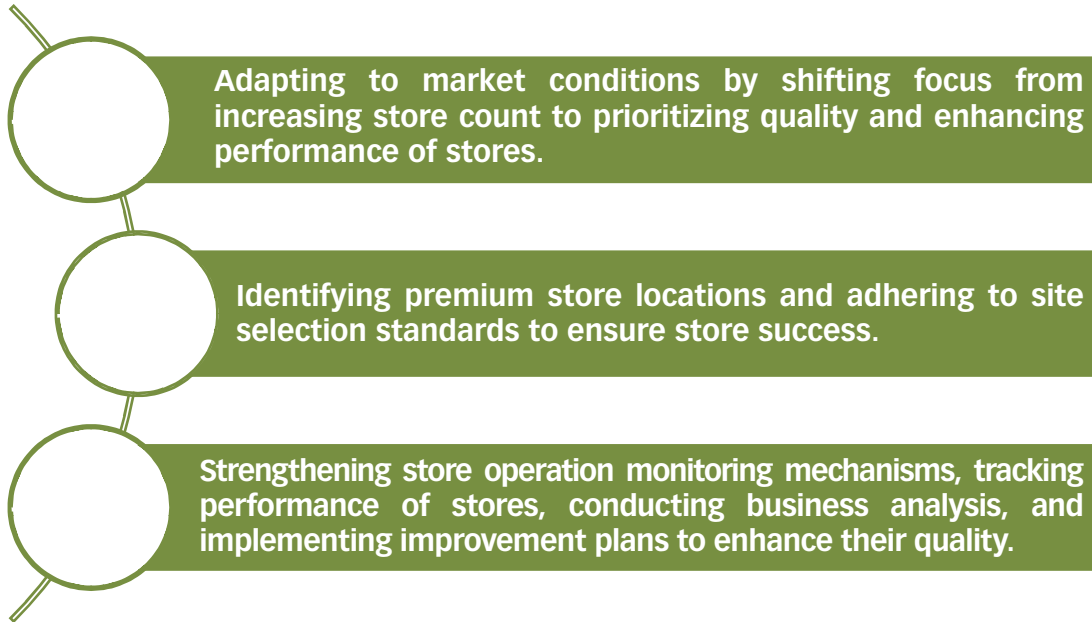 Adapting to market conditions by shifting focus from
increasing store count to prioritizing quality and enhancing
performance of stores.
Identifying premium store locations and adhering to site
selection standards to ensure store success.
Strengthening store operation monitoring mechanisms, tracking
performance of stores, conducting business analysis, and
implementing improvement plans to enhance their quality.